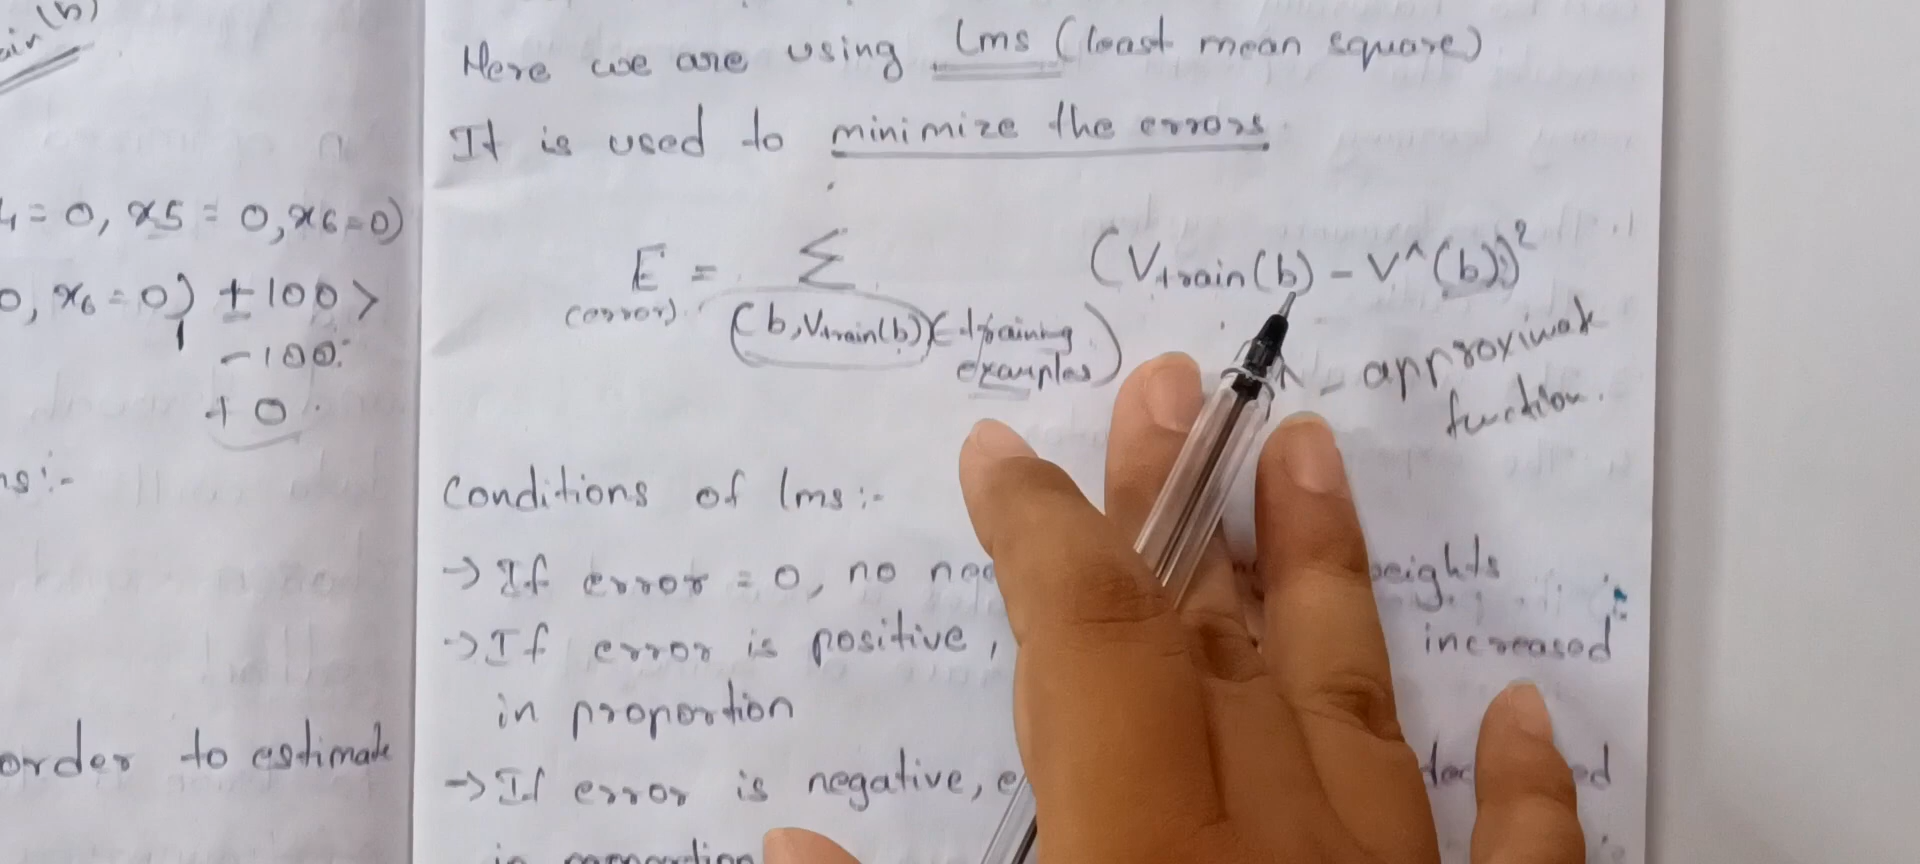 x5 = 0, x6=0)
0, x6 = 0) ±100>
-100
+0
order to estimate
Here we are using lms (least mean square)
It is used to minimize the errors
E = Σ (Vtrain(b) - V^(b))²
(error) (b,Vtrain(b)) (training examples)
^ - approximate
function.
Conditions of lms:-
→ If error = 0, no weights
→ If error is positive, increased
in proportion
→ If error is negative,
in proportion